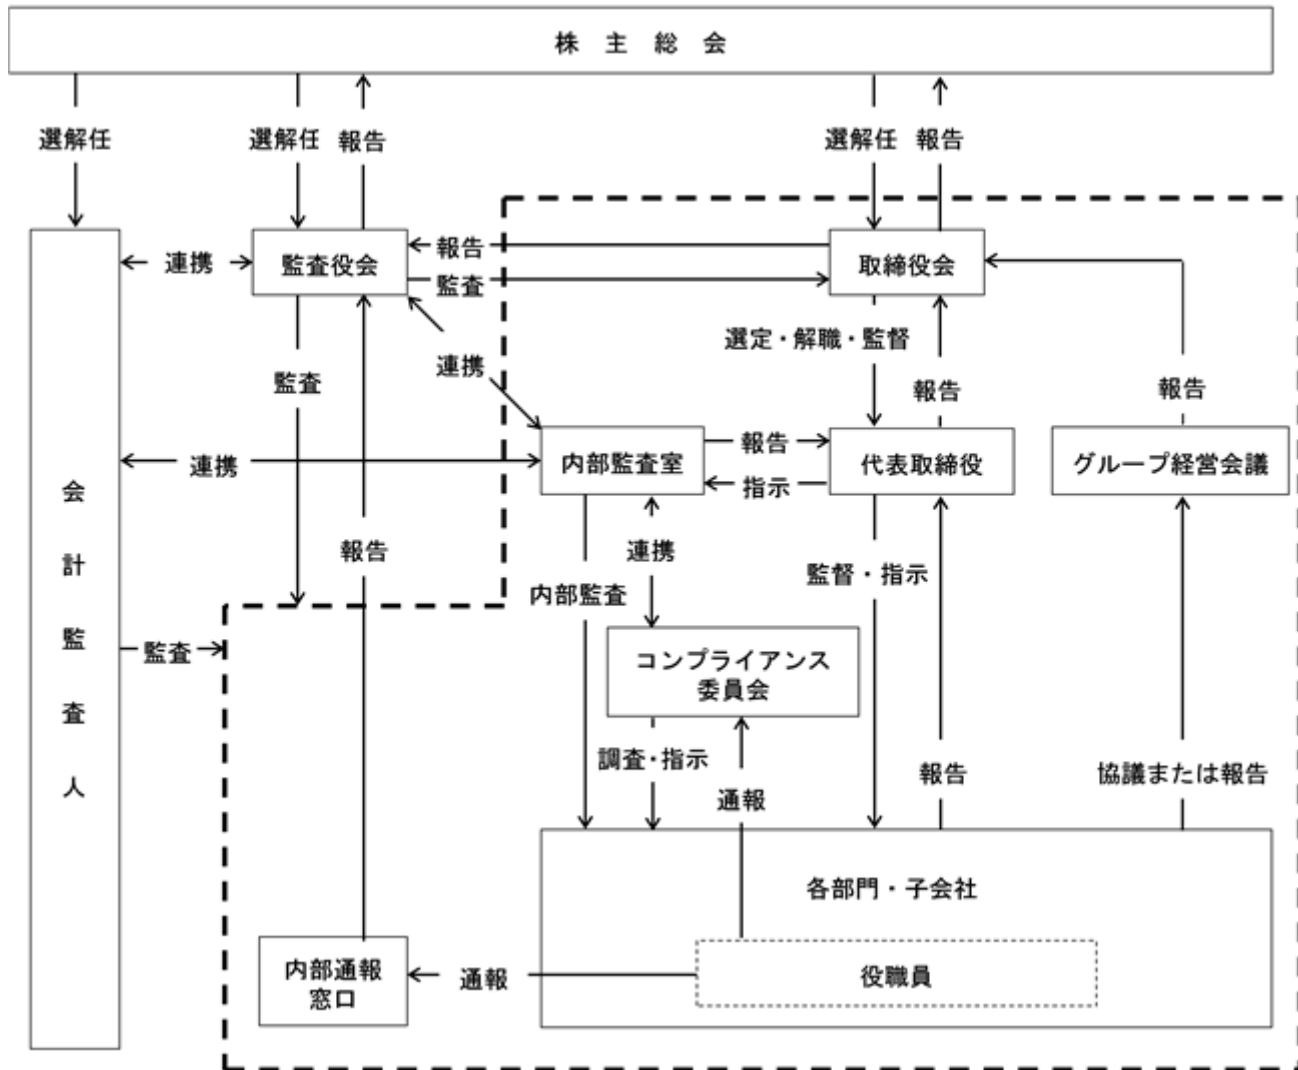 株 主 総 会
選解任
選解任
報告
選解任
報告
連携
監査役会
報告
監査
取締役会
選定・解職・監督
監査
連携
報告
報告
連携
内部監査室
報告
指示
代表取締役
グループ経営会議
会計監査人
報告
連携
内部監査
監督・指示
監査
コンプライアンス
委員会
調査・指示
通報
報告
協議または報告
各部門・子会社
内部通報
窓口
通報
役職員